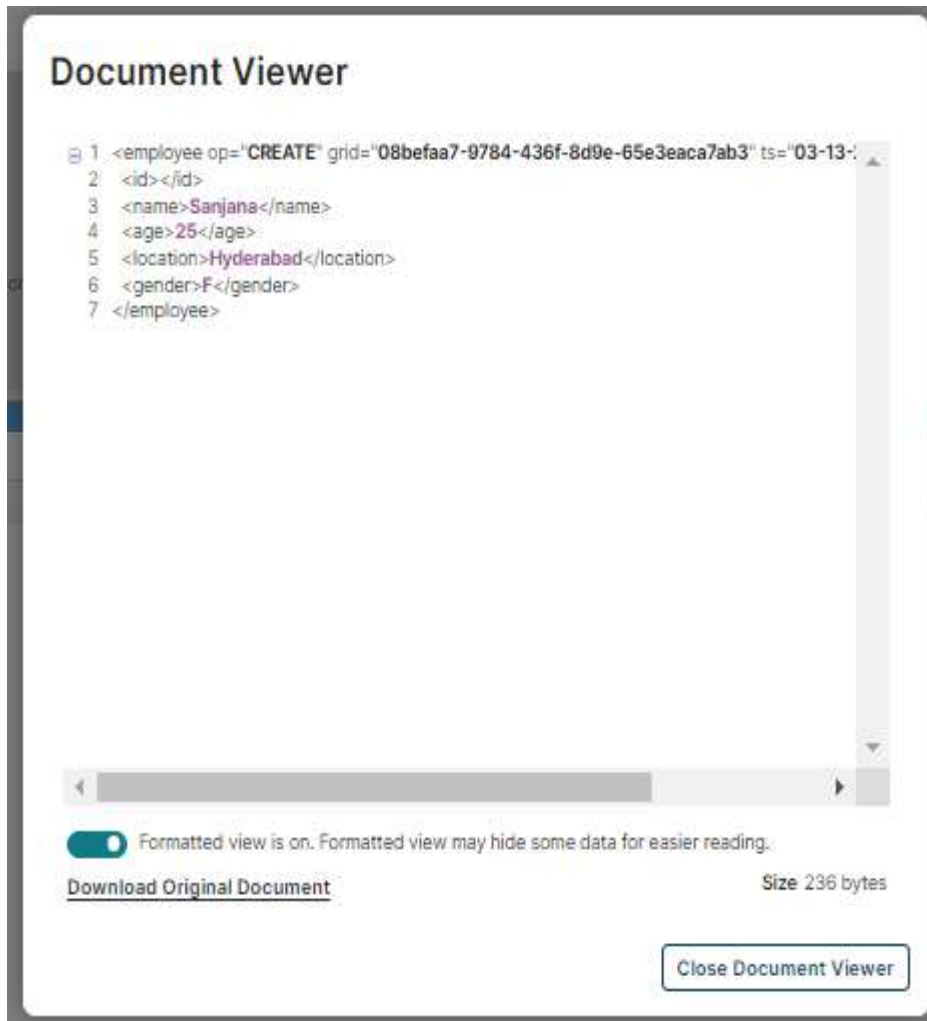 Document Viewer
1 <employee op="CREATE" grid="08befaa7-9784-436f-8d9e-65e3eaca7ab3" ts="03-13-
2 <id></id>
3 <name>Sanjana</name>
4 <age>25</age>
5 <location>Hyderabad</location>
6 <gender>F</gender>
7 </employee>
Formatted view is on. Formatted view may hide some data for easier reading.
Download Original Document
Size 236 bytes
Close Document Viewer